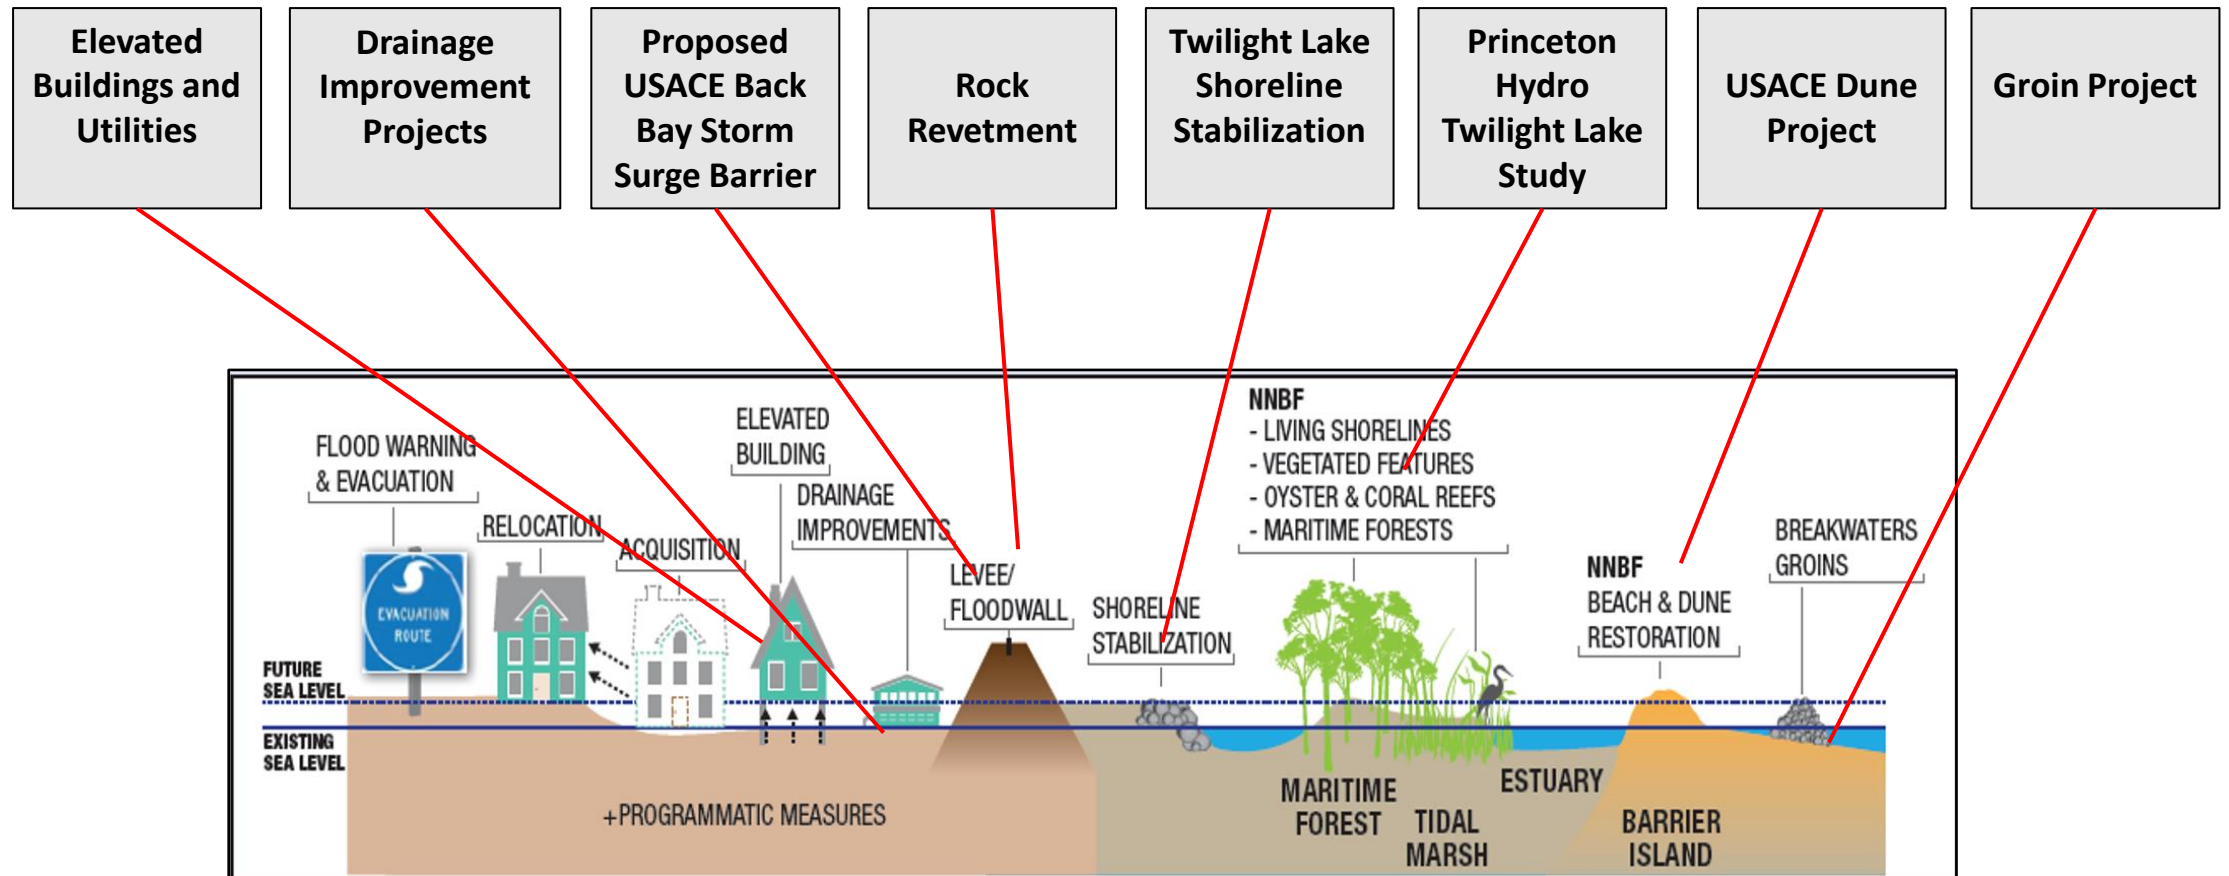 Elevated
Buildings and
Utilities
Drainage
Improvement
Projects
Proposed
USACE Back
Bay Storm
Surge Barrier
Rock
Revetment
Twilight Lake
Shoreline
Stabilization
Princeton
Hydro
Twilight Lake
Study
USACE Dune
Project
Groin Project
FLOOD WARNING
& EVACUATION
RELOCATION
ACQUISITION
ELEVATED
BUILDING
DRAINAGE
IMPROVEMENTS
LEVEE/
FLOODWALL
SHORELINE
STABILIZATION
NNBF
- LIVING SHORELINES
- VEGETATED FEATURES
- OYSTER & CORAL REEFS
- MARITIME FORESTS
NNBF
BEACH & DUNE
RESTORATION
BREAKWATERS
GROINS
EVACUATION
ROUTE
FUTURE
SEA LEVEL
EXISTING
SEA LEVEL
+PROGRAMMATIC MEASURES
MARITIME
FOREST
TIDAL
MARSH
ESTUARY
BARRIER
ISLAND